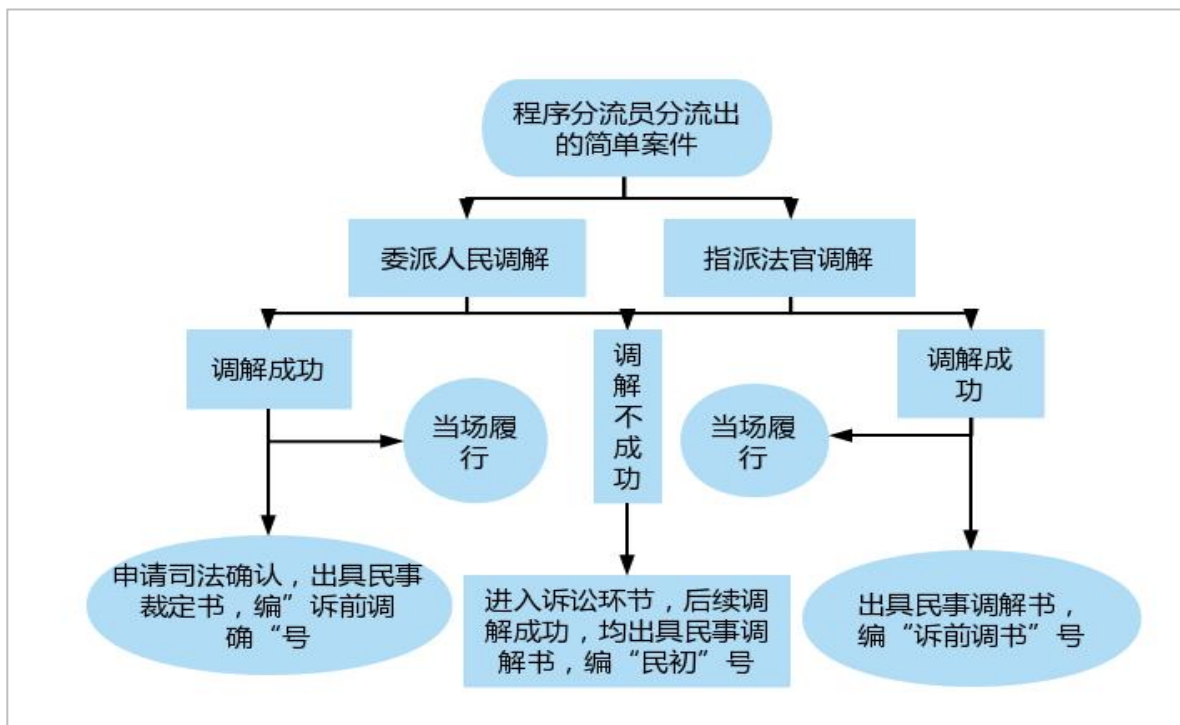 程序分流员分流出
的简单案件
委派人民调解
指派法官调解
调解成功
调
解
不
成
功
调解成
功
当场履
行
当场履
行
申请司法确认，出具民事
裁定书，编”诉前调
确“号
进入诉讼环节，后续调
解成功，均出具民事调
解书，编“民初”号
出具民事调解书，
编“诉前调书”号